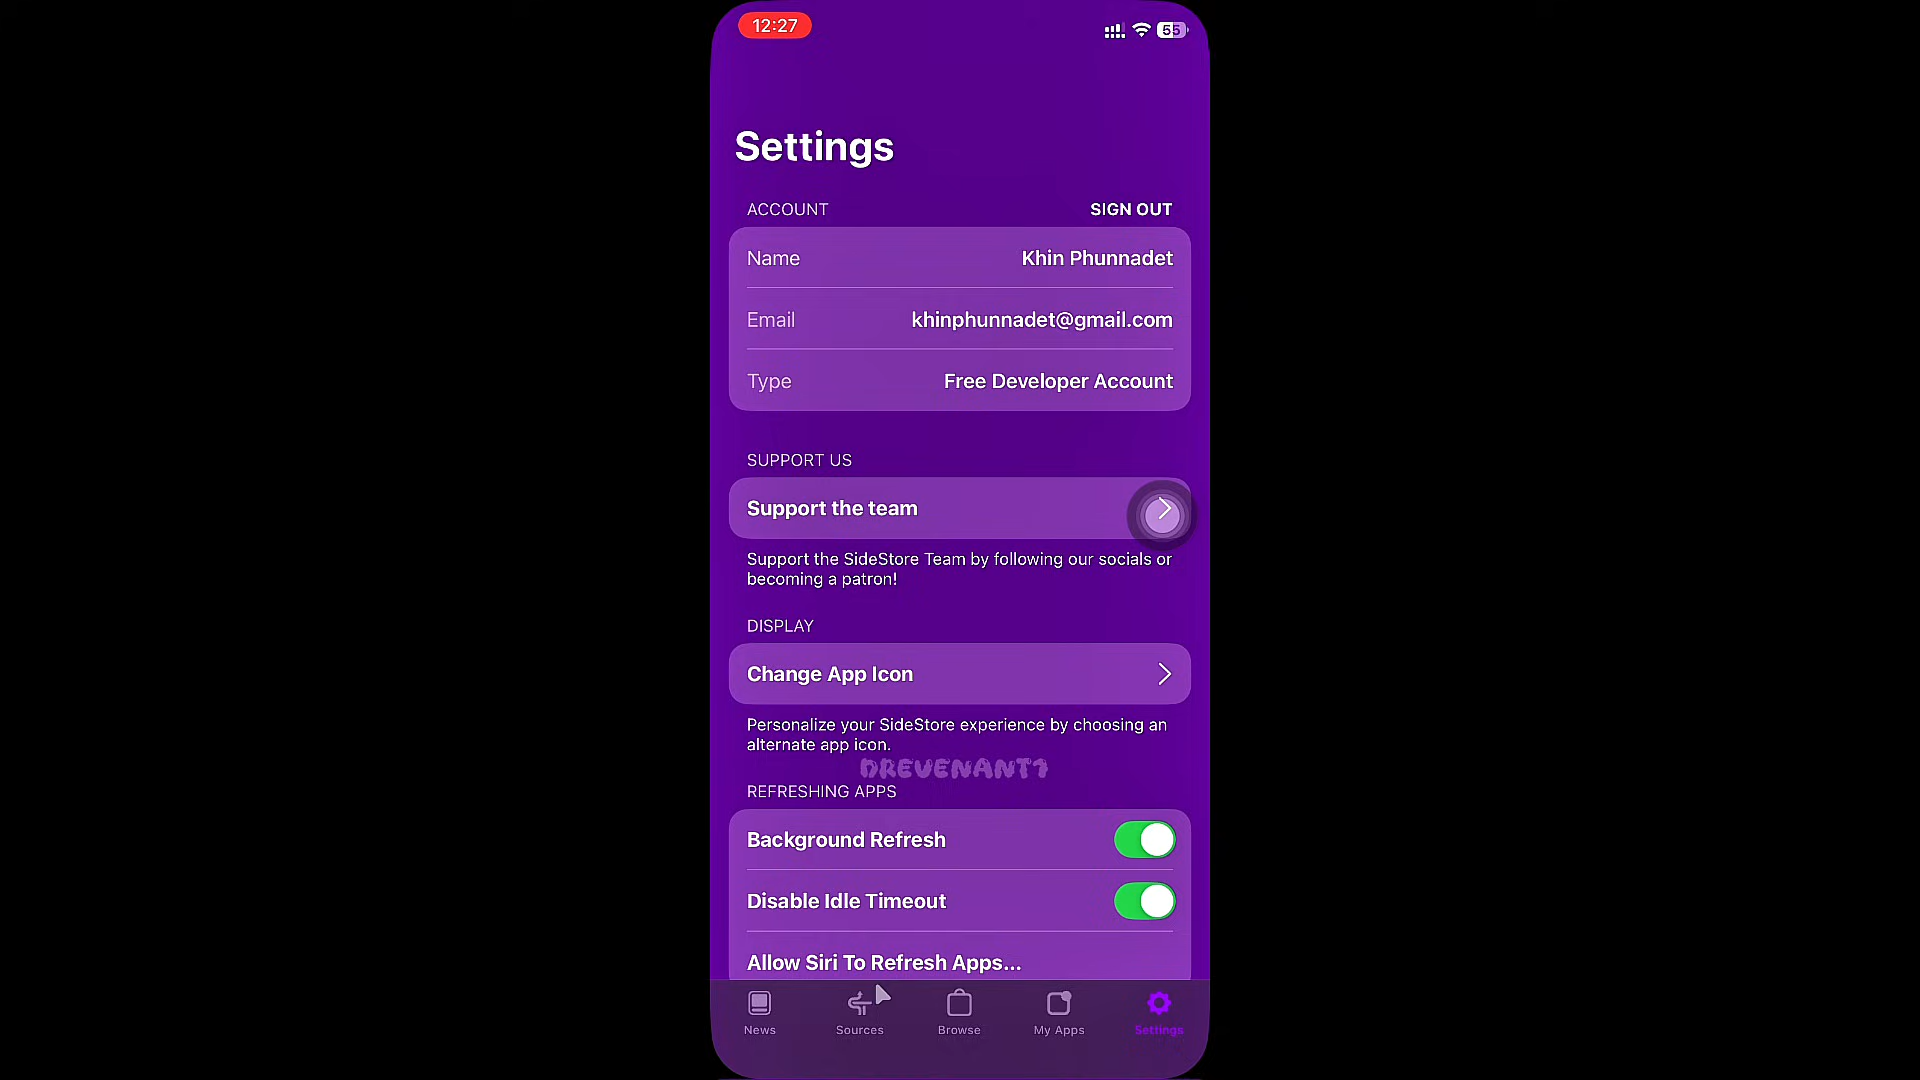 12:27
55
Settings
ACCOUNT
SIGN OUT
Name
Khin Phunnadet
Email
khinphunnadet@gmail.com
Type
Free Developer Account
SUPPORT US
Support the team
Support the SideStore Team by following our socials or
becoming a patron!
DISPLAY
Change App Icon
Personalize your SideStore experience by choosing an
alternate app icon.
DREVENANT7
REFRESHING APPS
Background Refresh
Disable Idle Timeout
Allow Siri To Refresh Apps...
News
Sources
Browse
My Apps
Settings